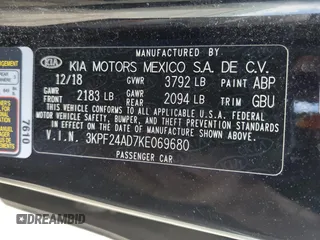 MANUFACTURED BY
KIA KIA MOTORS MEXICO S.A. DE C.V.
12/18 GVWR 3792 LB PAINT ABP
GAWR FRONT 2183 LB GAWR REAR 2094 LB TRIM GBU
THIS VEHICLE CONFORMS TO ALL APPLICABLE U.S.A. FEDERAL
MOTOR VEHICLE SAFETY, BUMPER, AND THEFT PREVENTION
STANDARDS IN EFFECT ON THE DATE OF MANUFACTURE SHOWN ABOVE.
V.I.N. 3KPF24AD7KE069680
PASSENGER CAR
7610
DREAMBID